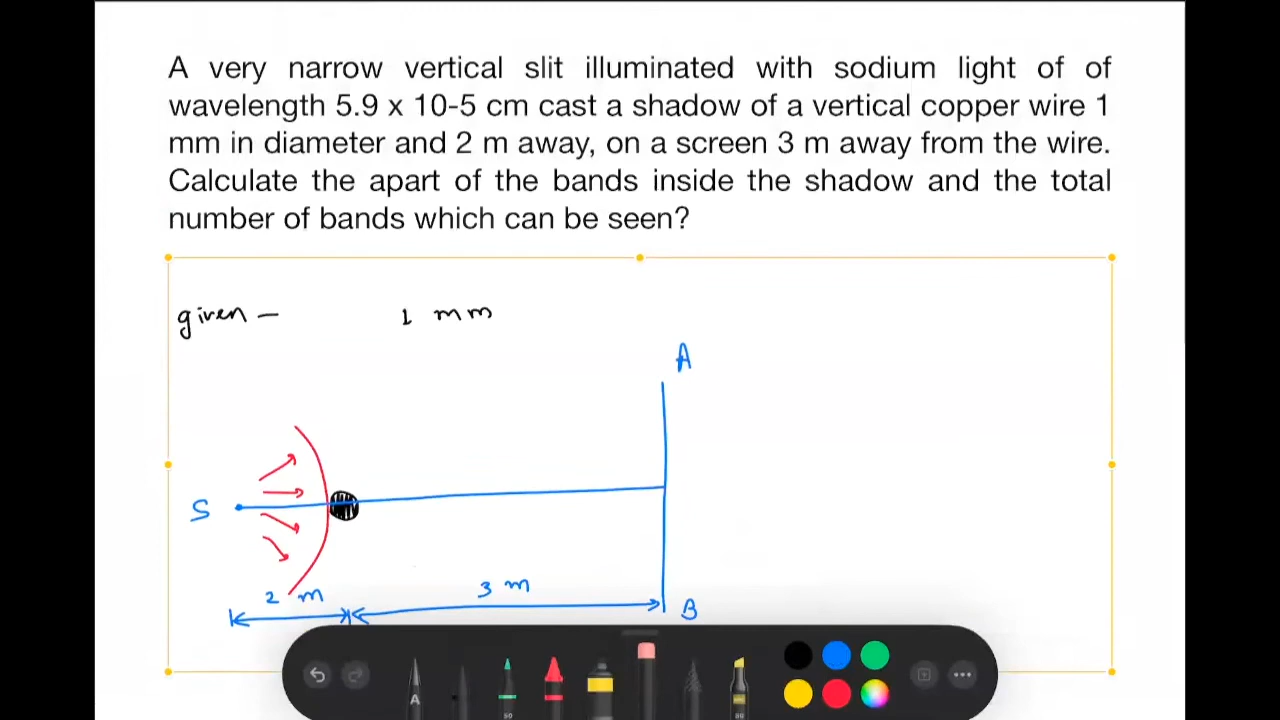 A very narrow vertical slit illuminated with sodium light of of
wavelength 5.9 x 10-5 cm cast a shadow of a vertical copper wire 1
mm in diameter and 2 m away, on a screen 3 m away from the wire.
Calculate the apart of the bands inside the shadow and the total
number of bands which can be seen?
given – 1 mm
A
S
2 m 3 m
B
A 50 50